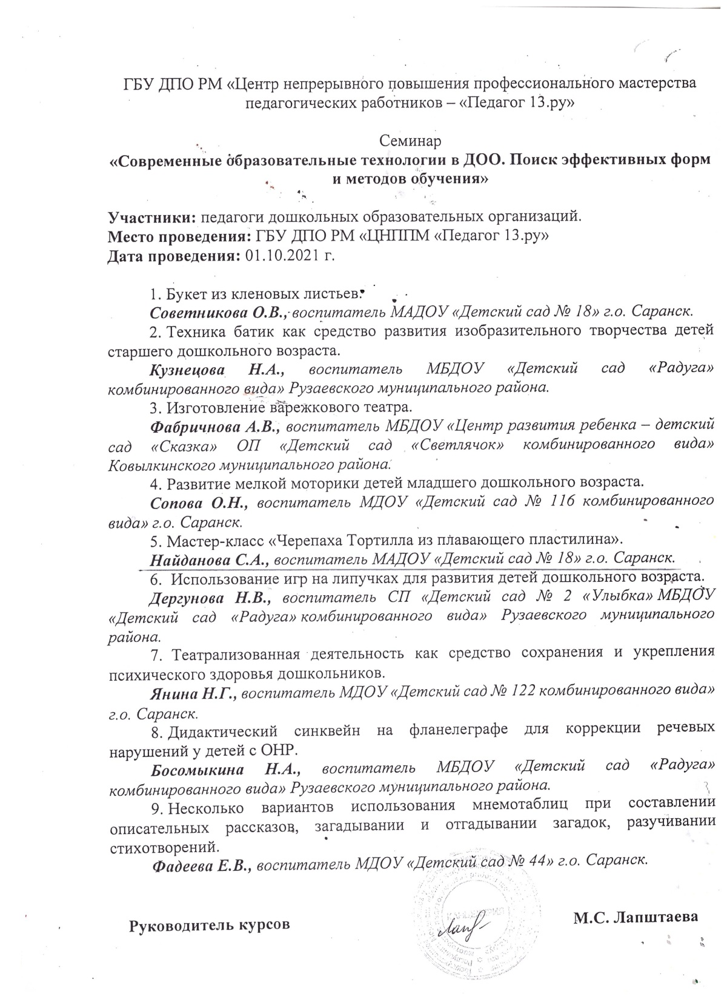 ГБУ ДПО РМ «Центр непрерывного повышения профессионального мастерства
педагогических работников – «Педагог 13.ру»
Семинар
«Современные образовательные технологии в ДОО. Поиск эффективных форм
и методов обучения»
Участники: педагоги дошкольных образовательных организаций.
Место проведения: ГБУ ДПО РМ «ЦНППМ «Педагог 13.ру»
Дата проведения: 01.10.2021 г.
1. Букет из кленовых листьев.
Советникова О.В., воспитатель МАДОУ «Детский сад № 18» г.о. Саранск.
2. Техника батик как средство развития изобразительного творчества детей
старшего дошкольного возраста.
Кузнецова Н.А., воспитатель МБДОУ «Детский сад «Радуга»
комбинированного вида» Рузаевского муниципального района.
3. Изготовление варежкового театра.
Фабричнова А.В., воспитатель МБДОУ «Центр развития ребенка – детский
сад «Сказка» ОП «Детский сад «Светлячок» комбинированного вида»
Ковылкинского муниципального района.
4. Развитие мелкой моторики детей младшего дошкольного возраста.
Сопова О.Н., воспитатель МДОУ «Детский сад № 116 комбинированного
вида» г.о. Саранск.
5. Мастер-класс «Черепаха Тортилла из плавающего пластилина».
Найданова С.А., воспитатель МАДОУ «Детский сад № 18» г.о. Саранск.
6. Использование игр на липучках для развития детей дошкольного возраста.
Дергунова Н.В., воспитатель СП «Детский сад № 2 «Улыбка» МБДОУ
«Детский сад «Радуга» комбинированного вида» Рузаевского муниципального
района.
7. Театрализованная деятельность как средство сохранения и укрепления
психического здоровья дошкольников.
Янина Н.Г., воспитатель МДОУ «Детский сад № 122 комбинированного вида»
г.о. Саранск.
8. Дидактический синквейн на фланелеграфе для коррекции речевых
нарушений у детей с ОНР.
Босомыкина Н.А., воспитатель МБДОУ «Детский сад «Радуга»
комбинированного вида» Рузаевского муниципального района.
9. Несколько вариантов использования мнемотаблиц при составлении
описательных рассказов, загадывании и отгадывании загадок, разучивании
стихотворений.
Фадеева Е.В., воспитатель МДОУ «Детский сад № 44» г.о. Саранск.
КАНЦЕЛЯРИЯ
Руководитель курсов
М.С. Лапштаева